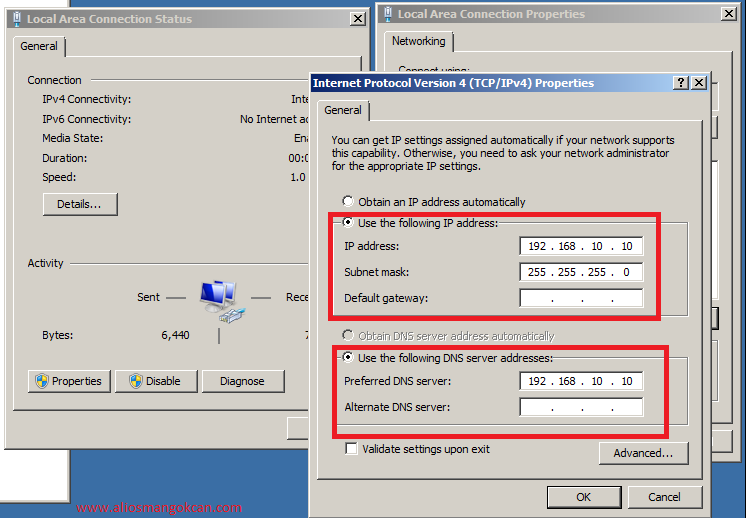 Local Area Connection Status
General
Connection
IPv4 Connectivity: Inte
IPv6 Connectivity: No Internet ac
Media State: Ena
Duration: 00:0
Speed: 1.0
Details...
Activity
Sent Rece
Bytes: 6,440
Properties
Disable
Diagnose
Local Area Connection Properties
Networking
Connect using:
Internet Protocol Version 4 (TCP/IPv4) Properties
General
You can get IP settings assigned automatically if your network supports
this capability. Otherwise, you need to ask your network administrator
for the appropriate IP settings.
Obtain an IP address automatically
Use the following IP address:
IP address: 192 . 168 . 10 . 10
Subnet mask: 255 . 255 . 255 . 0
Default gateway: . . .
Obtain DNS server address automatically
Use the following DNS server addresses:
Preferred DNS server: 192 . 168 . 10 . 10
Alternate DNS server: . . .
Validate settings upon exit
Advanced...
OK
Cancel
www.aliosmangokcan.com